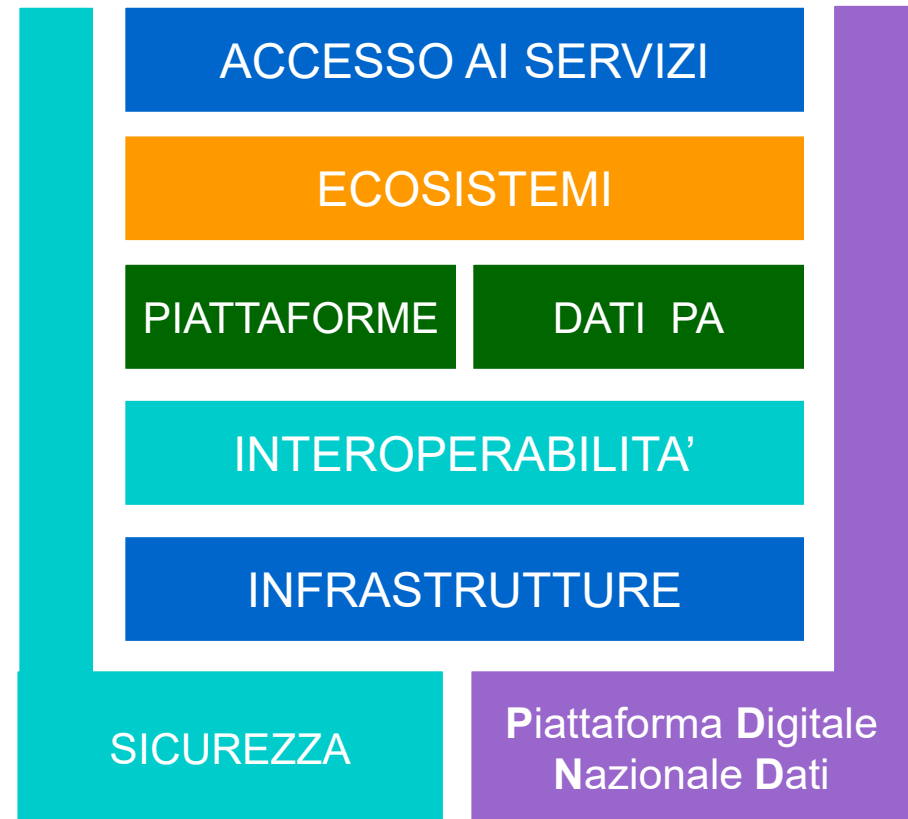 ACCESSO AI SERVIZI
ECOSISTEMI
PIATTAFORME
DATI PA
INTEROPERABILITA’
INFRASTRUTTURE
SICUREZZA
Piattaforma Digitale
Nazionale Dati